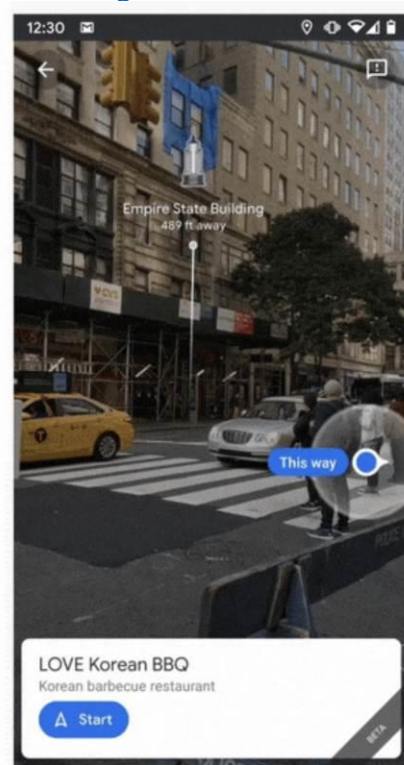 12:30
Empire State Building
489 ft away
CVS
T
This way
POLICE
LOVE Korean BBQ
Korean barbecue restaurant
Start
BETA